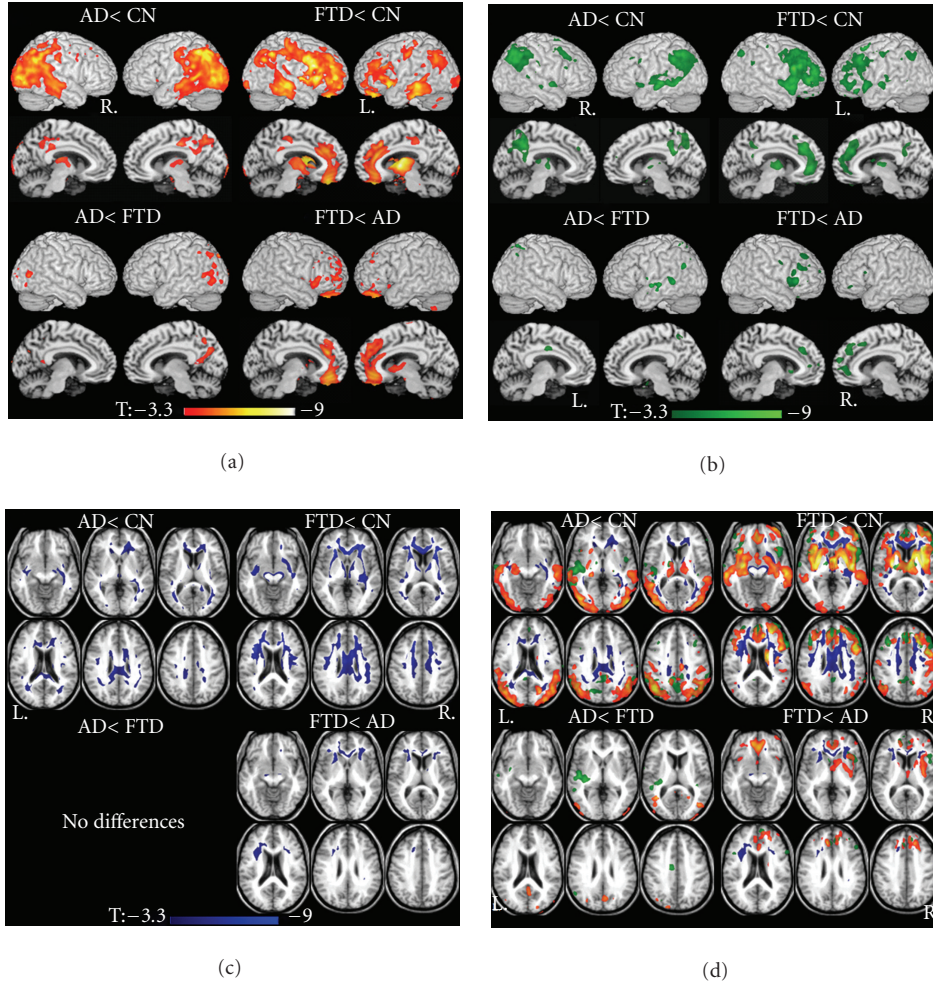 AD< CN
FTD< CN
R.
L.
AD< FTD
FTD< AD
T:−3.3
−9
(a)
AD< CN
FTD< CN
R.
L.
AD< FTD
FTD< AD
L.
R.
T:−3.3
−9
(b)
AD< CN
FTD< CN
L.
R.
AD< FTD
FTD< AD
No differences
T:−3.3
−9
(c)
AD< CN
FTD< CN
L.
R
AD< FTD
FTD< AD
L.
R
(d)